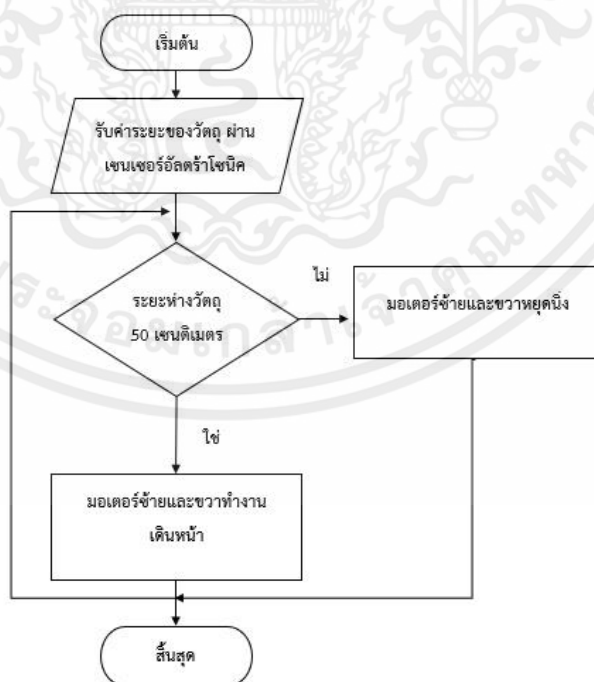 เริ่มต้น
รับค่าระยะของวัตถุ ผ่าน
เซนเซอร์อัลตร้าโซนิค
ระยะห่างวัตถุ
50 เซนติเมตร
ไม่
มอเตอร์ซ้ายและขวาหยุดนิ่ง
ใช่
มอเตอร์ซ้ายและขวาทำงาน
เดินหน้า
สิ้นสุด